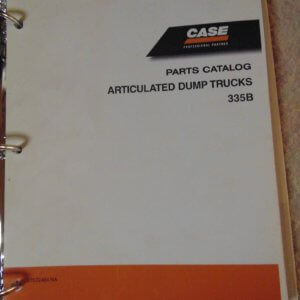 CASE
PROFESSIONAL PARTNER
PARTS CATALOG
ARTICULATED DUMP TRUCKS
335B